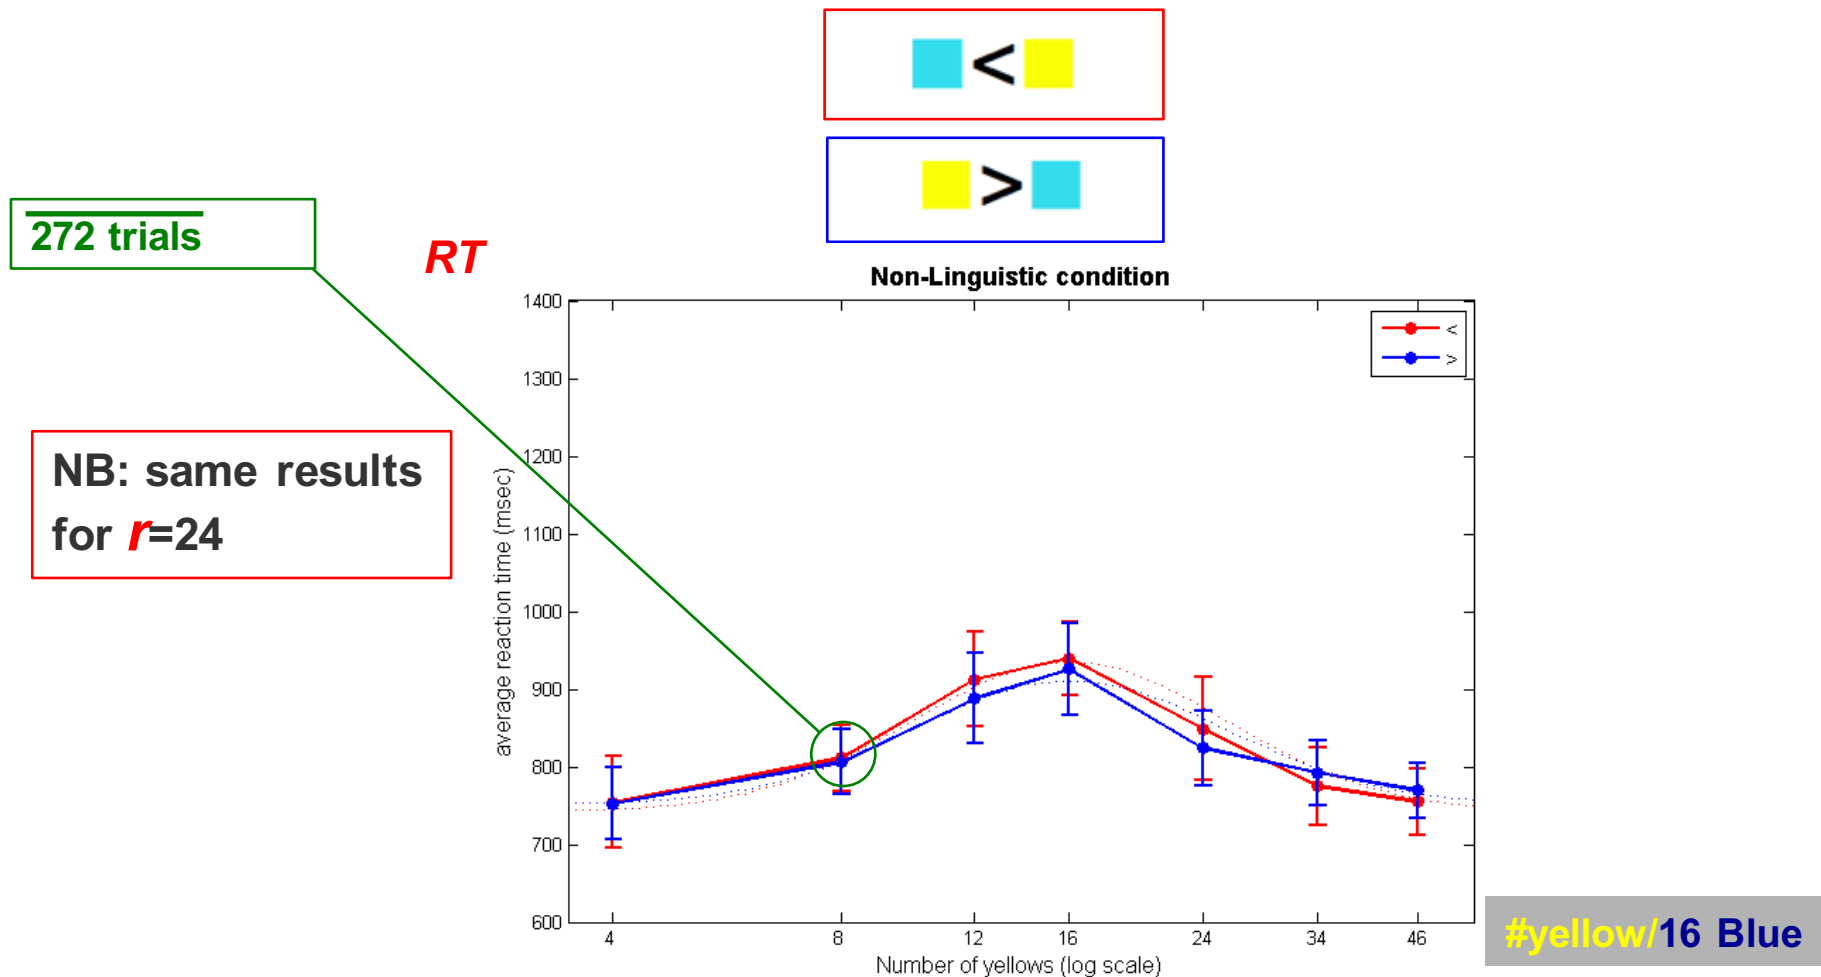 <
>
272 trials
RT
NB: same results
for r=24
Non-Linguistic condition
1400
1300
1200
1100
1000
900
800
700
600
average reaction time (msec)
<
>
4 8 12 16 24 34 46
Number of yellows (log scale)
#yellow/16 Blue